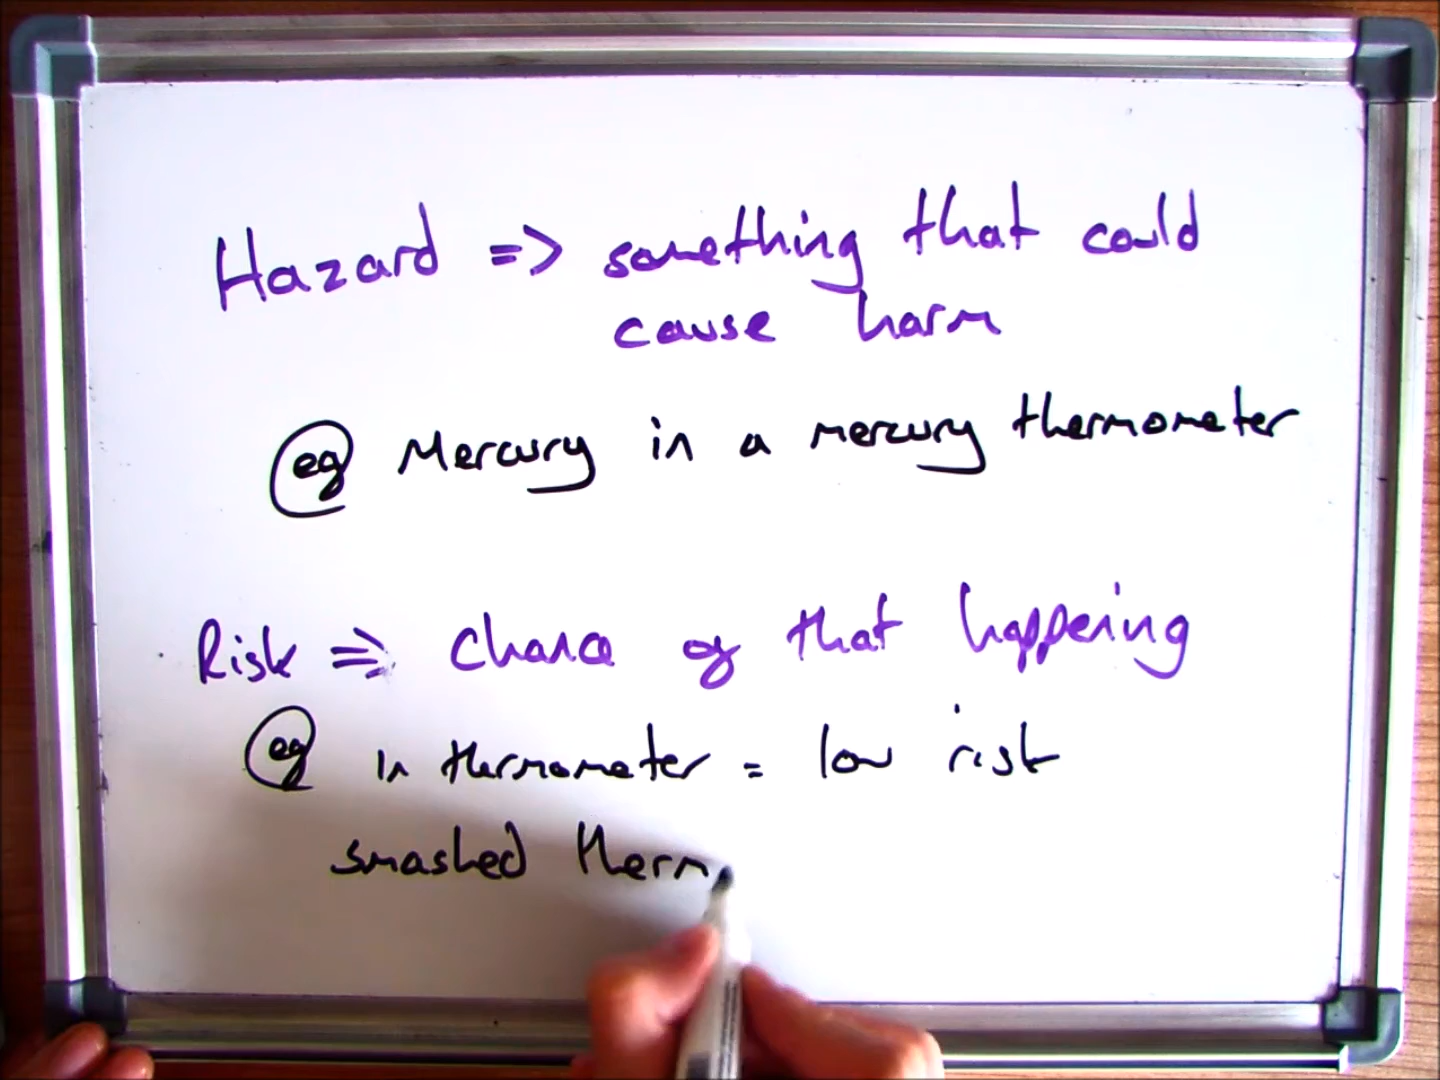 Hazard => something that could
cause harm
eg Mercury in a mercury thermometer
Risk => chance of that happening
eg in thermometer = low risk
smashed therm